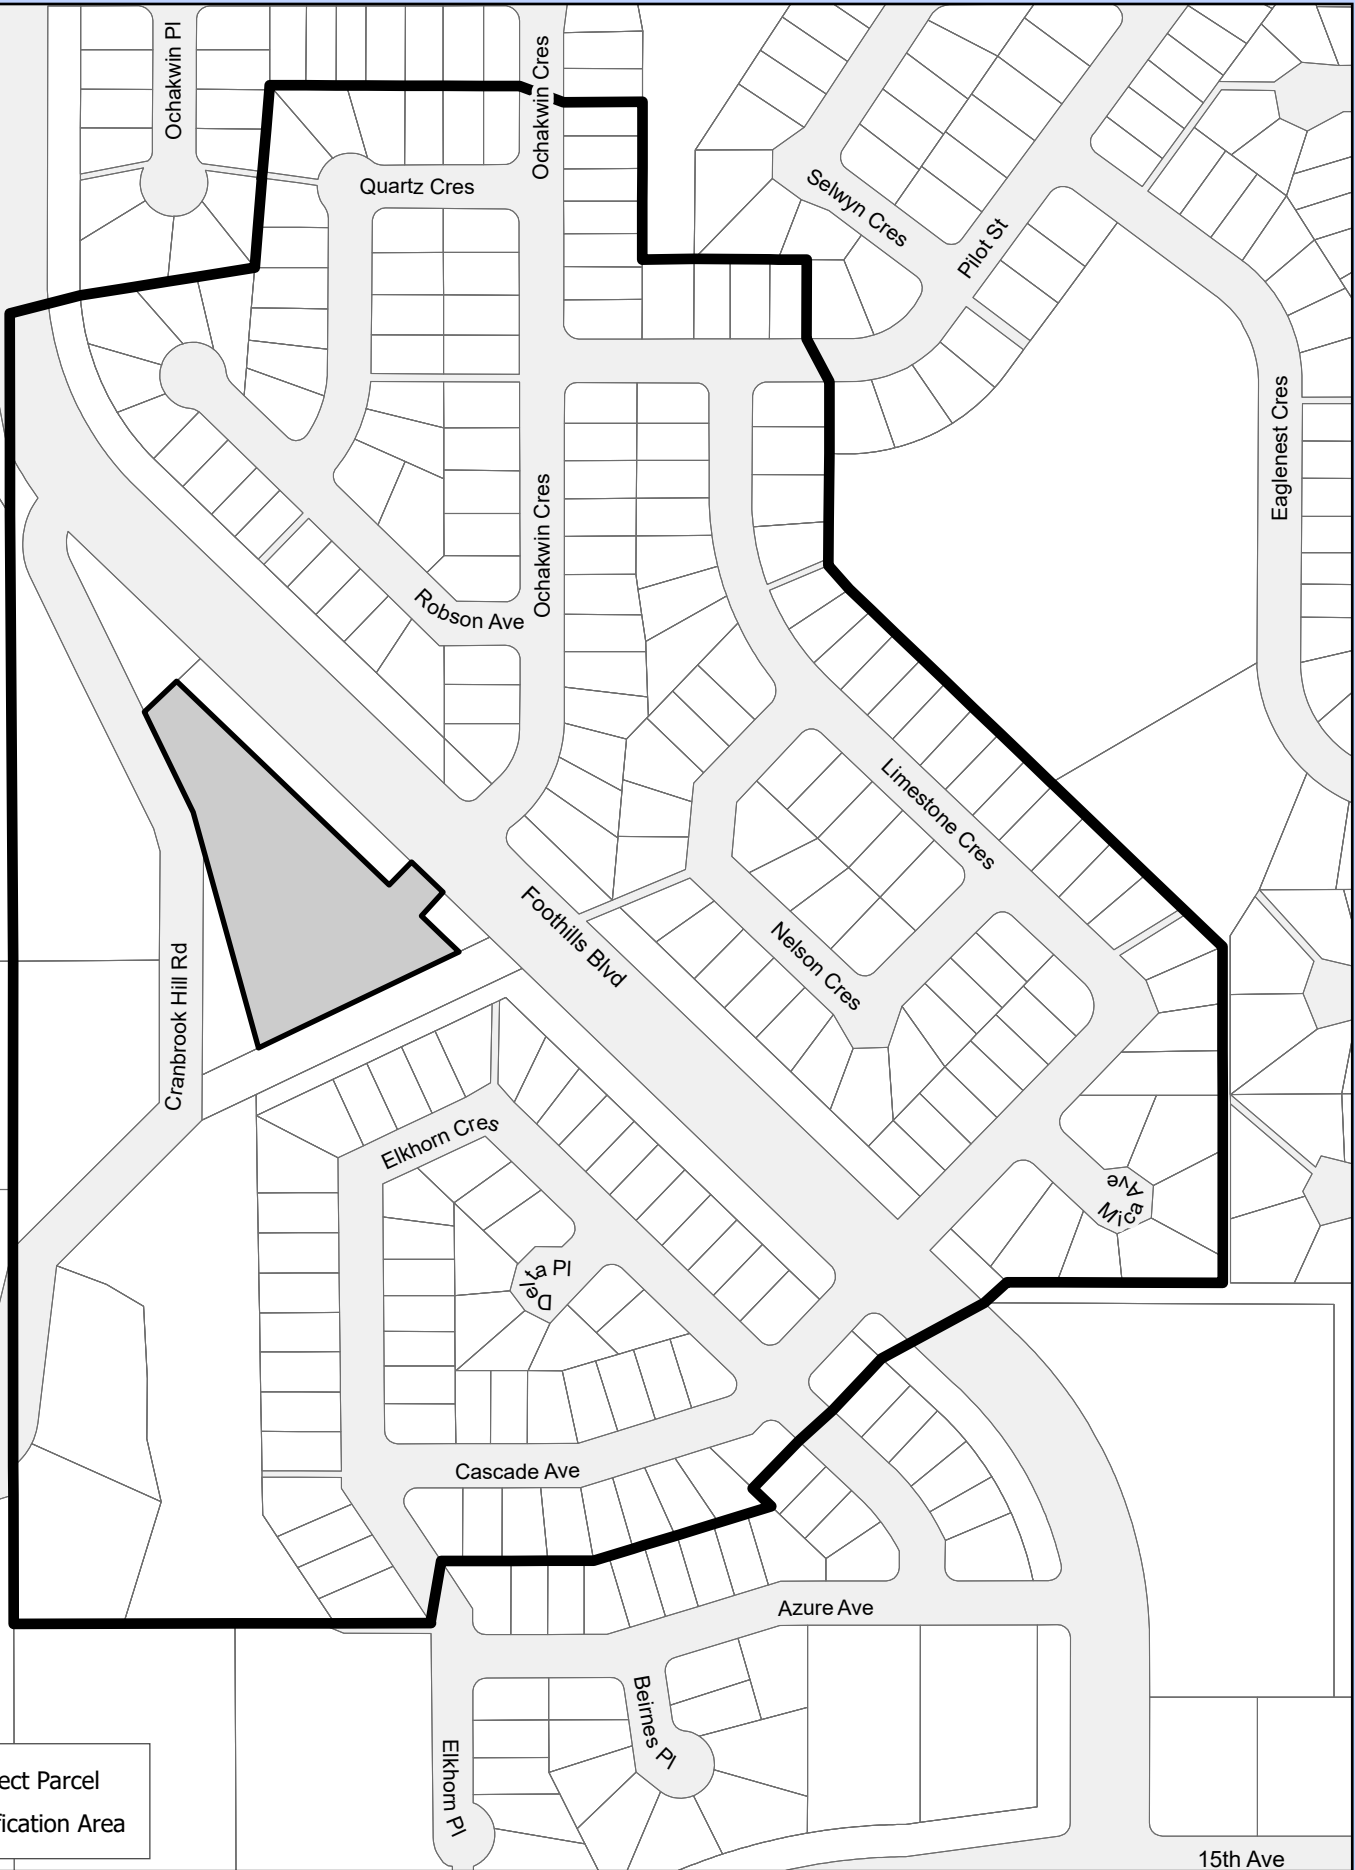 Ochakwin Pl
Ochakwin Cres
Quartz Cres
Selwyn Cres
Pilot St
Eaglenest Cres
Ochakwin Cres
Robson Ave
Limestone Cres
Foothills Blvd
Nelson Cres
Cranbrook Hill Rd
Elkhorn Cres
Mica Ave
Delta Pl
Cascade Ave
Azure Ave
Beirnes Pl
Elkhorn Pl
ect Parcel
fication Area
15th Ave